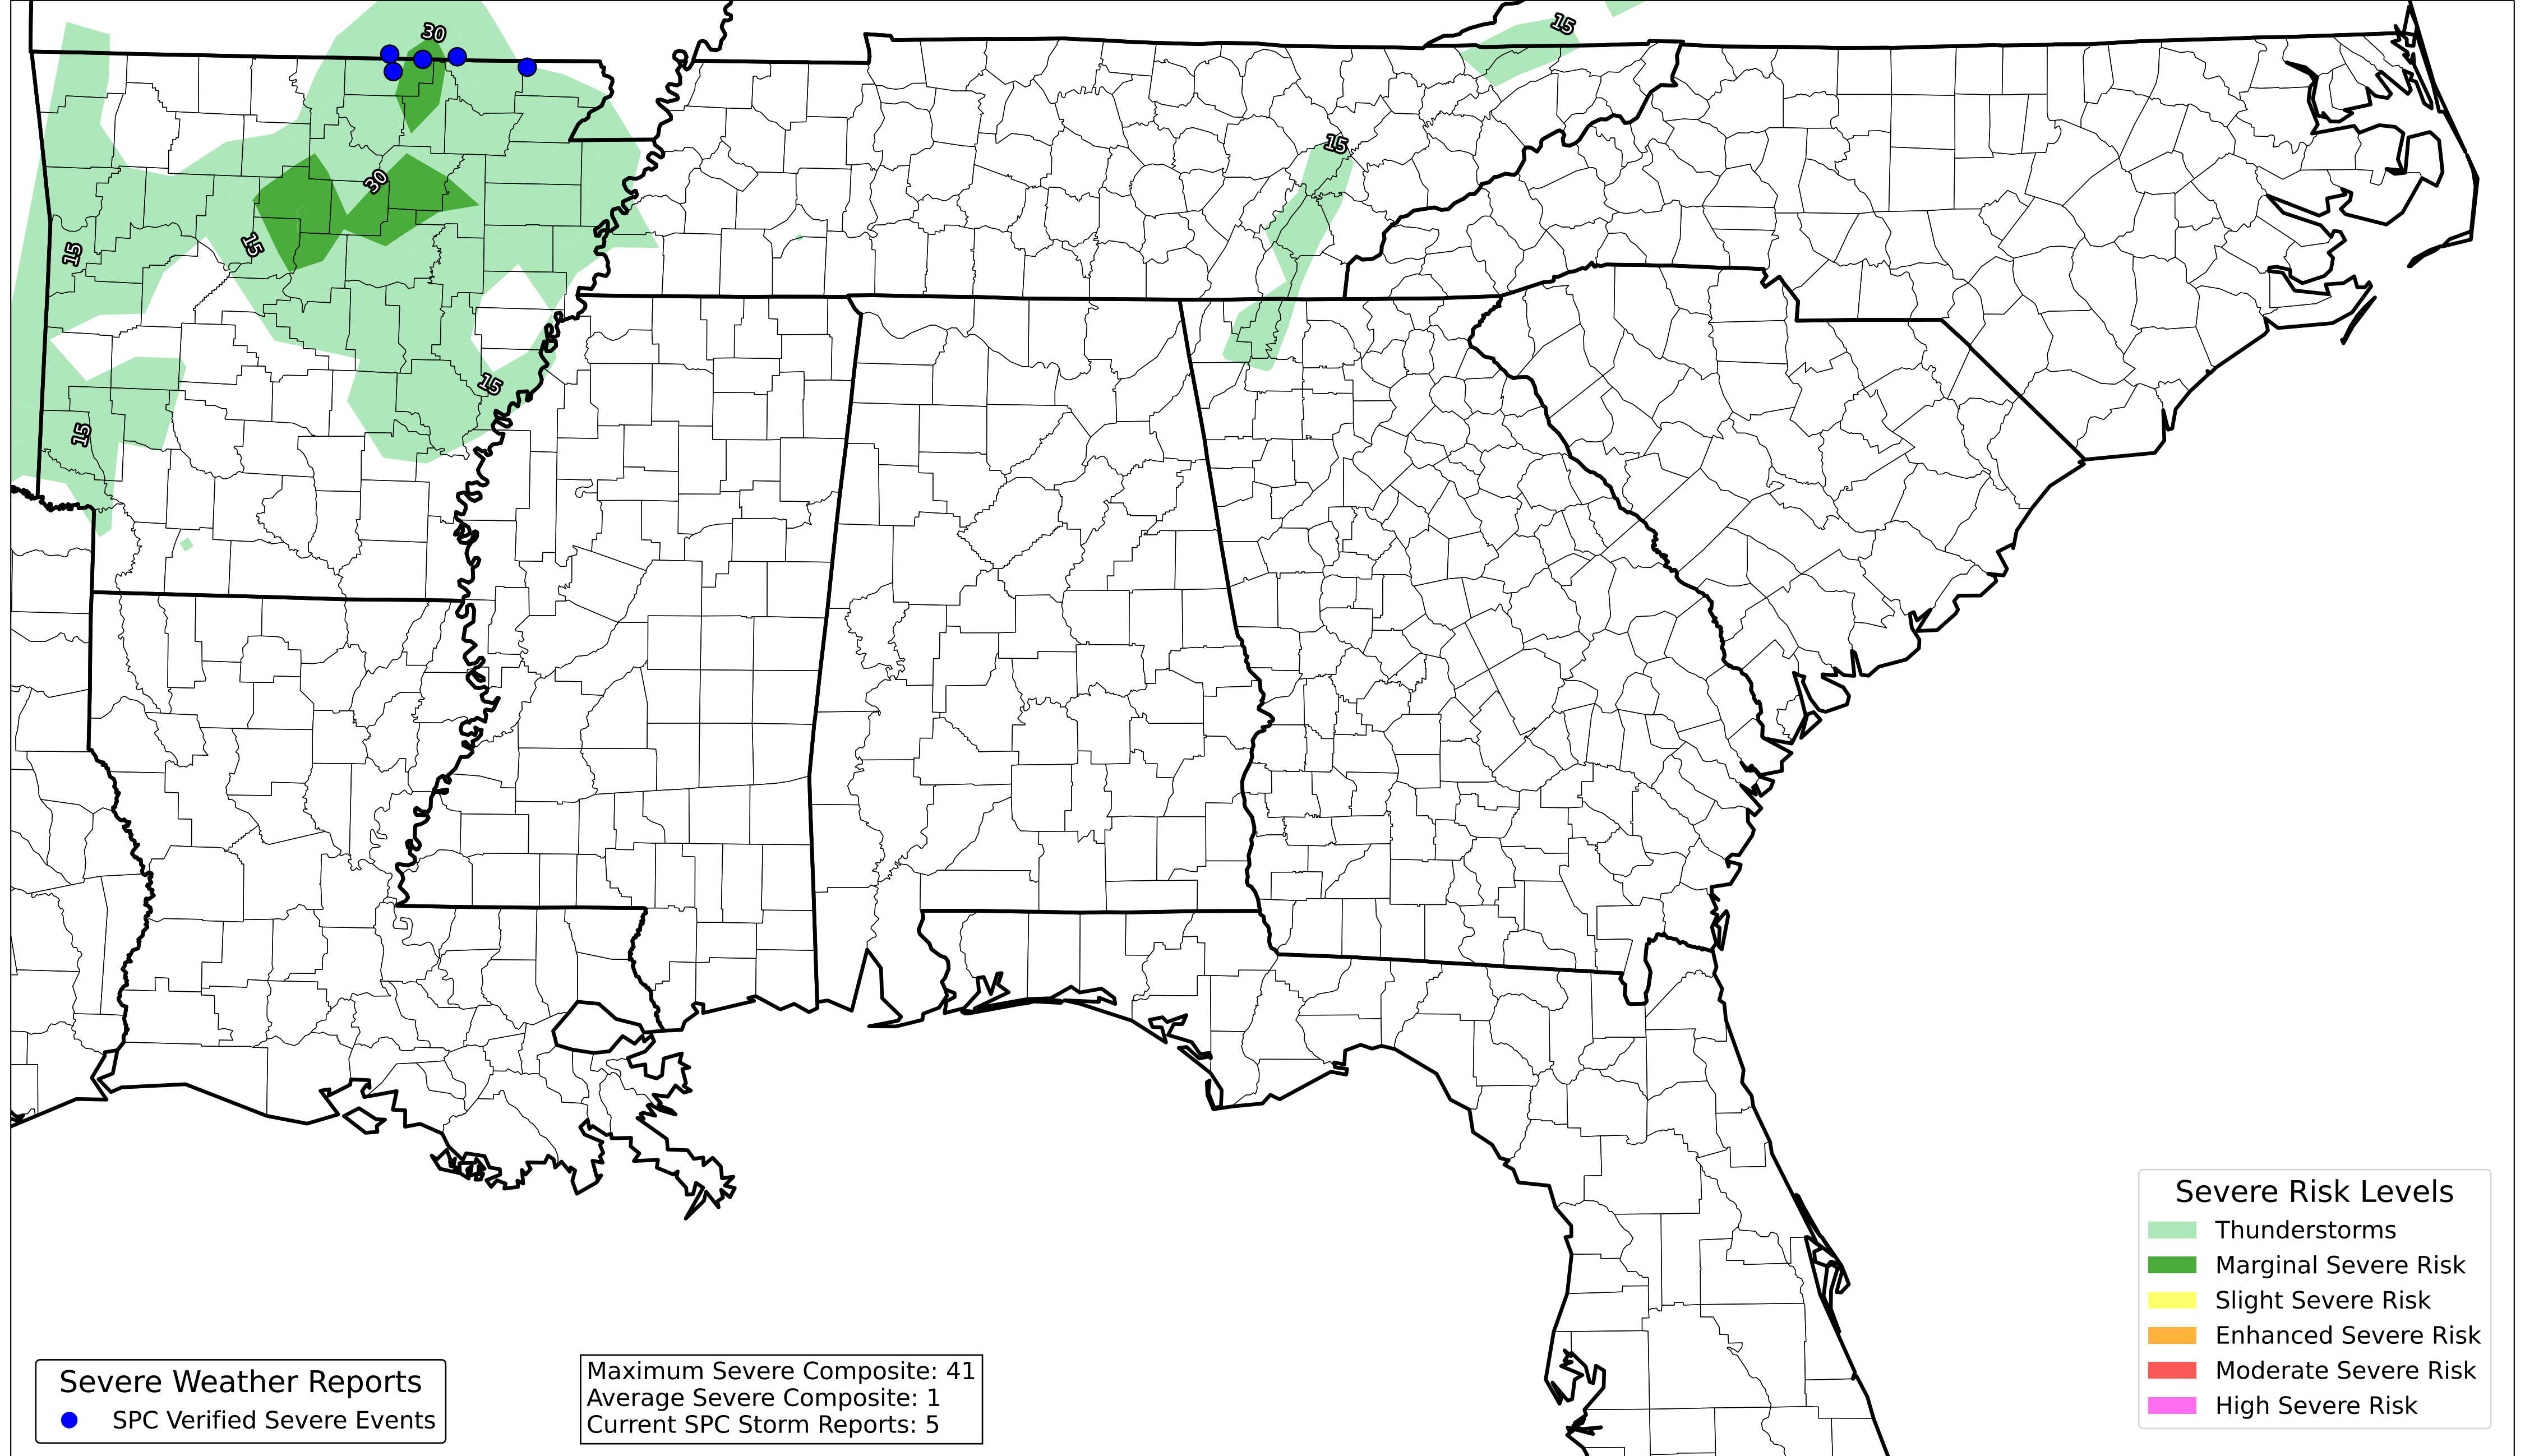 30
15
15
30
15
15
15
15
Severe Risk Levels
Thunderstorms
Marginal Severe Risk
Slight Severe Risk
Enhanced Severe Risk
Moderate Severe Risk
High Severe Risk
Severe Weather Reports
SPC Verified Severe Events
Maximum Severe Composite: 41
Average Severe Composite: 1
Current SPC Storm Reports: 5